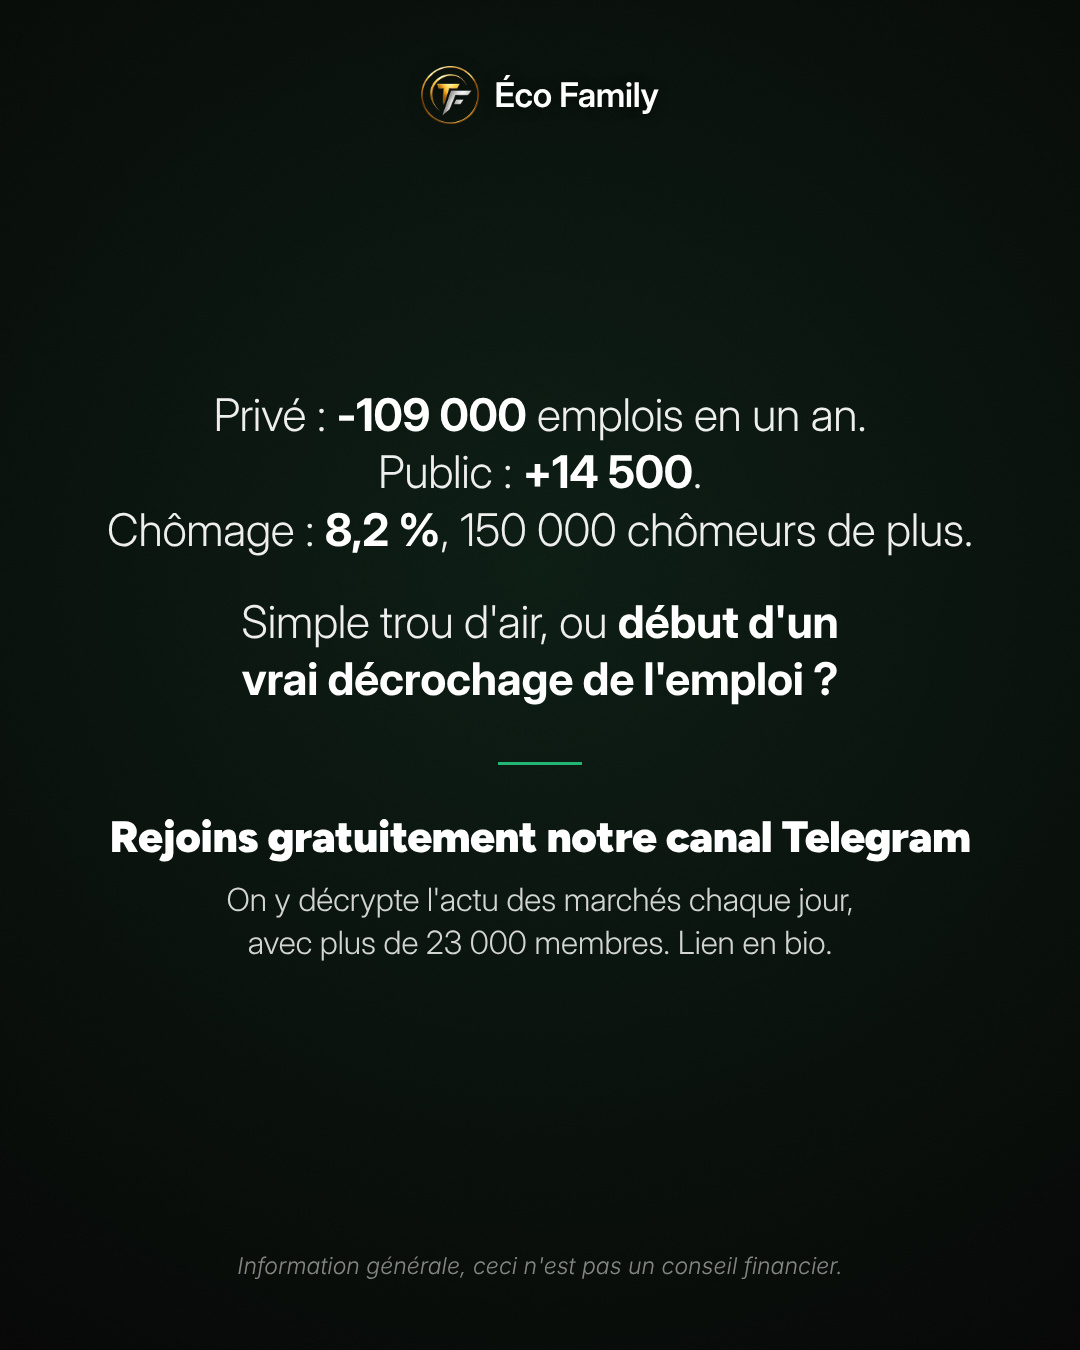 TF Éco Family
Privé : -109 000 emplois en un an.
Public : +14 500.
Chômage : 8,2 %, 150 000 chômeurs de plus.
Simple trou d'air, ou début d'un
vrai décrochage de l'emploi ?
Rejoins gratuitement notre canal Telegram
On y décrypte l'actu des marchés chaque jour,
avec plus de 23 000 membres. Lien en bio.
Information générale, ceci n'est pas un conseil financier.